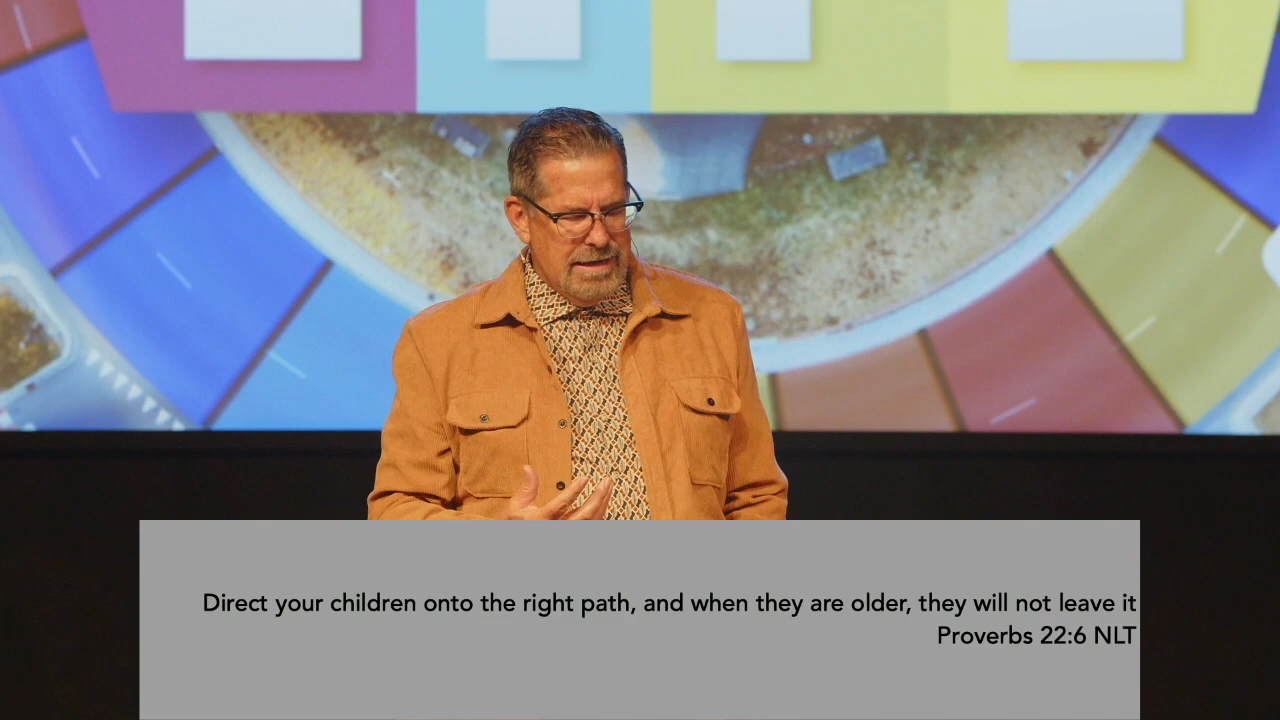 Direct your children onto the right path, and when they are older, they will not leave it
Proverbs 22:6 NLT